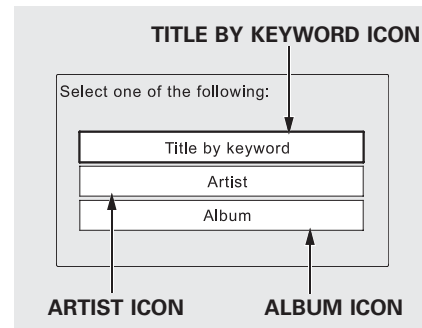 TITLE BY KEYWORD ICON
Select one of the following:
Title by keyword
Artist
Album
ARTIST ICON
ALBUM ICON